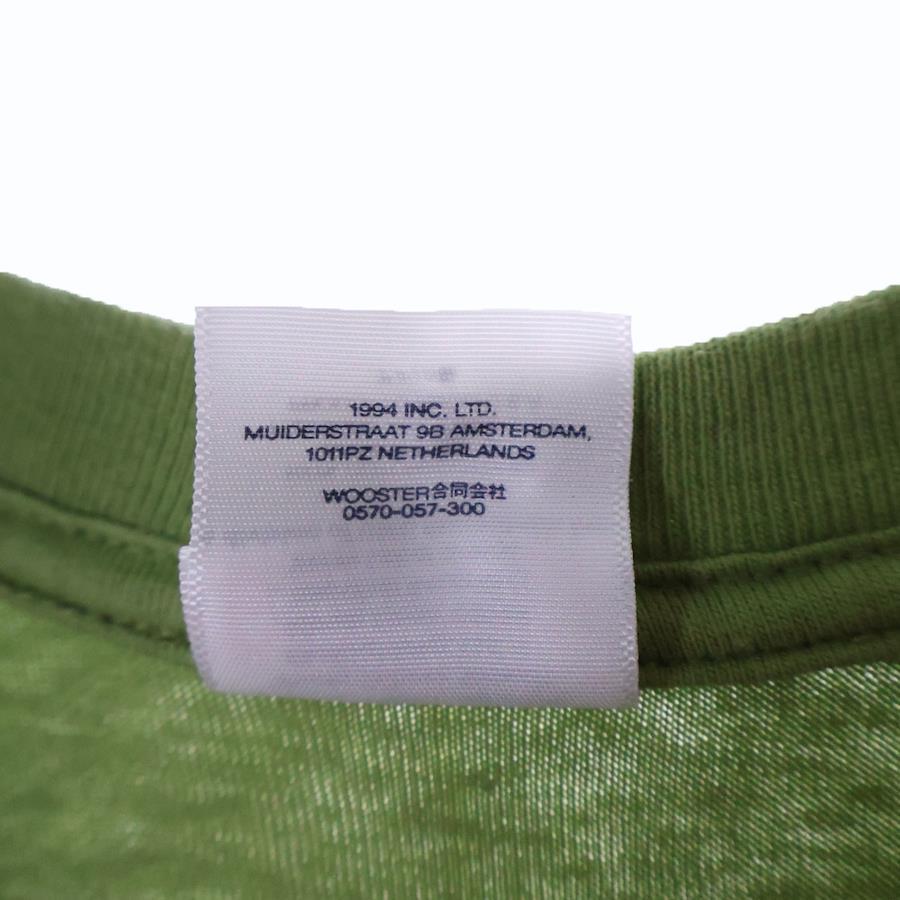 1994 INC. LTD.
MUIDERSTRAAT 9B AMSTERDAM,
1011PZ NETHERLANDS
WOOSTER合同会社
0570-057-300